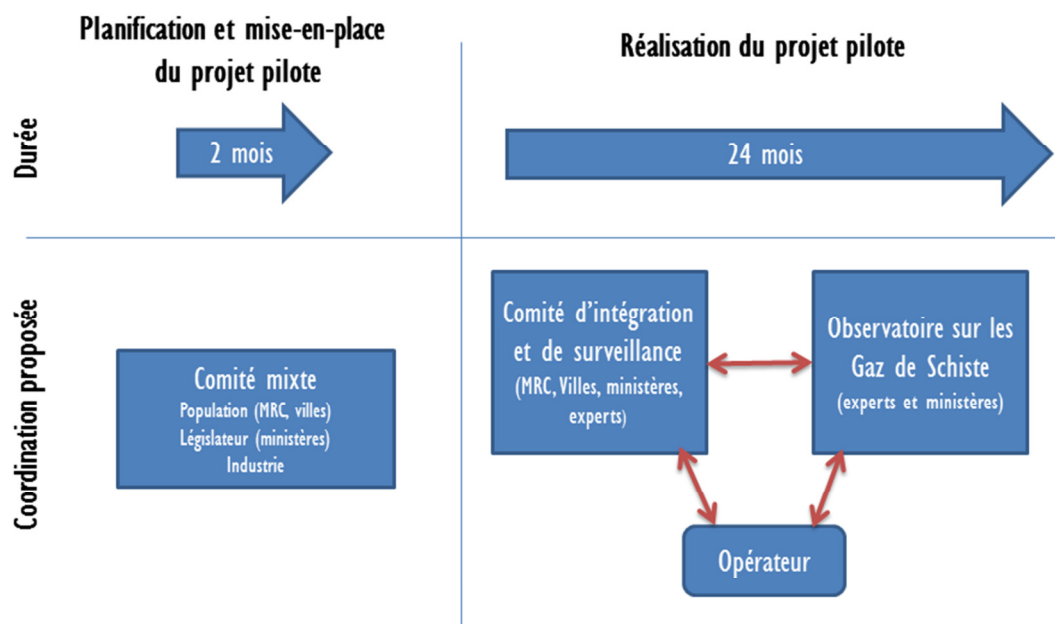 Planification et mise-en-place
du projet pilote
Réalisation du projet pilote
Durée
2 mois
24 mois
Coordination proposée
Comité mixte
Population (MRC, villes)
Législateur (ministères)
Industrie
Comité d'intégration
et de surveillance
(MRC, Villes, ministères,
experts)
Observatoire sur les
Gaz de Schiste
(experts et ministères)
Opérateur